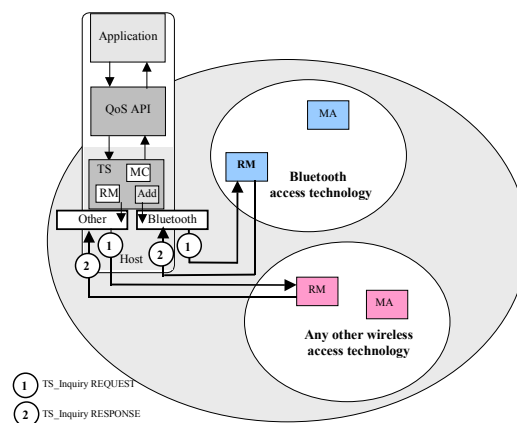 Application
QoS API
TS
MC
RM
Add
Other
Bluetooth
1
2
Host
2
1
MA
RM
Bluetooth
access technology
RM
MA
Any other wireless
access technology
1 TS_Inquiry REQUEST
2 TS_Inquiry RESPONSE